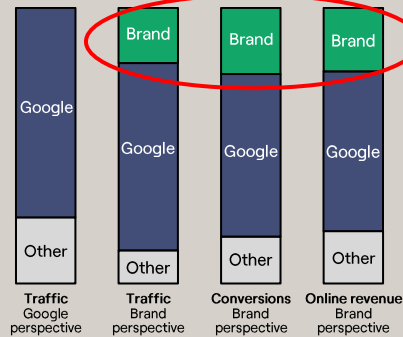 Brand
Brand
Brand
Google
Google
Google
Google
Other
Other
Other
Other
Traffic
Google
perspective
Traffic
Brand
perspective
Conversions
Brand
perspective
Online revenue
Brand
perspective